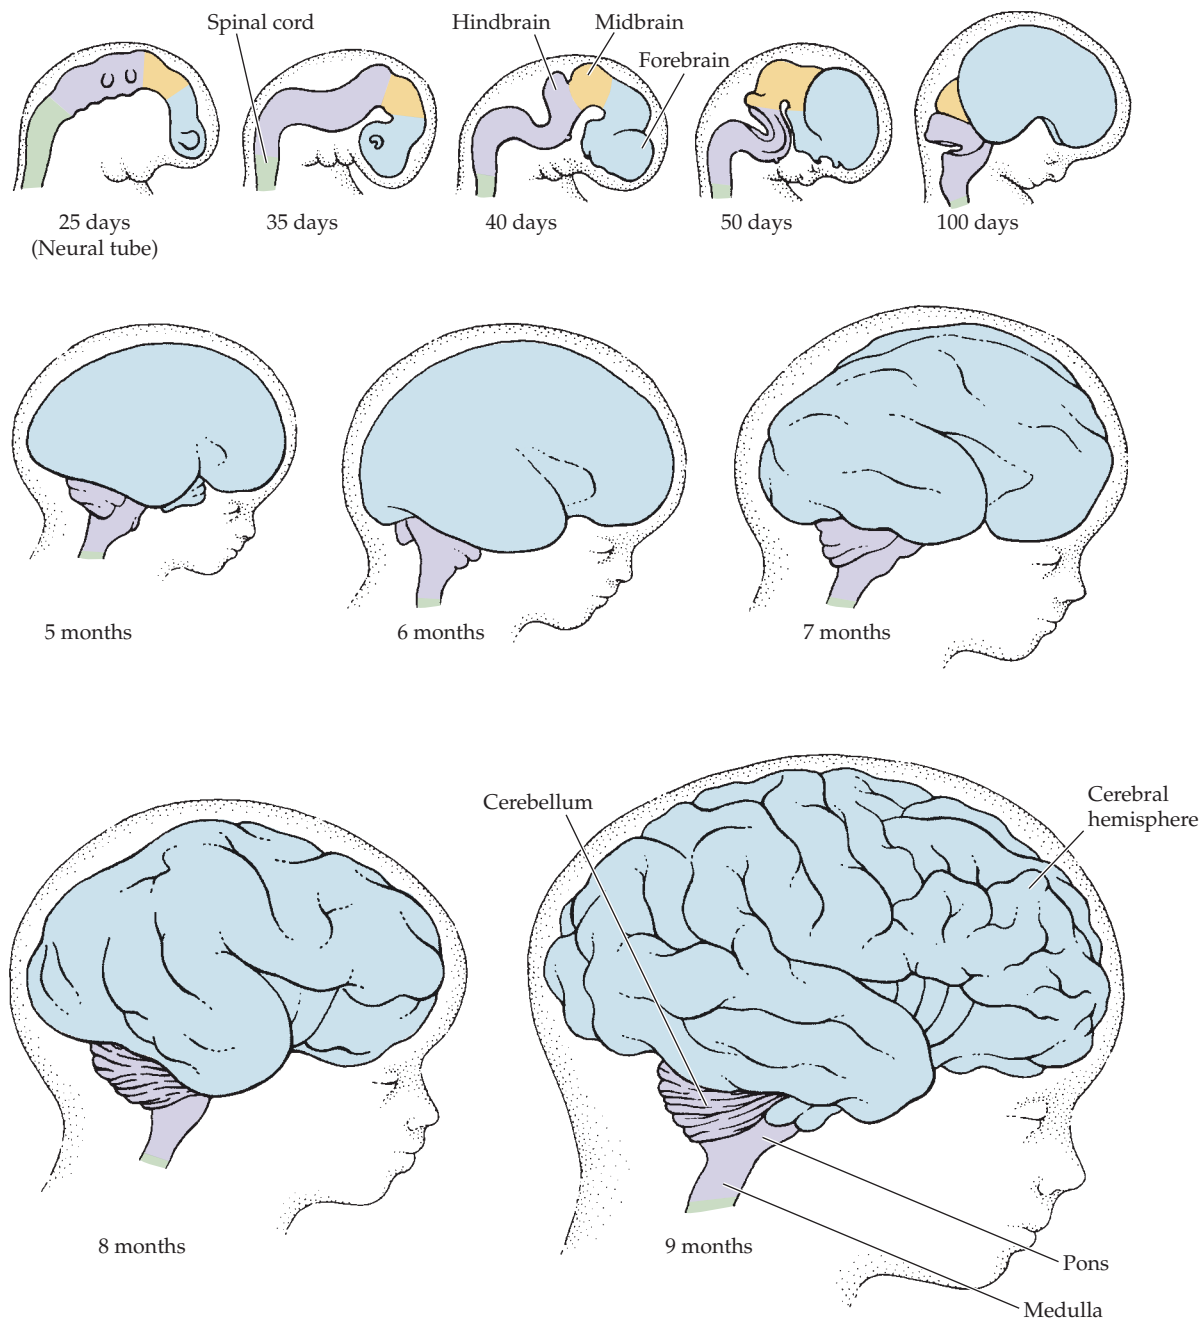 Spinal cord
Hindbrain
Midbrain
Forebrain
25 days
(Neural tube)
35 days
40 days
50 days
100 days
5 months
6 months
7 months
Cerebellum
Cerebral
hemisphere
8 months
9 months
Pons
Medulla